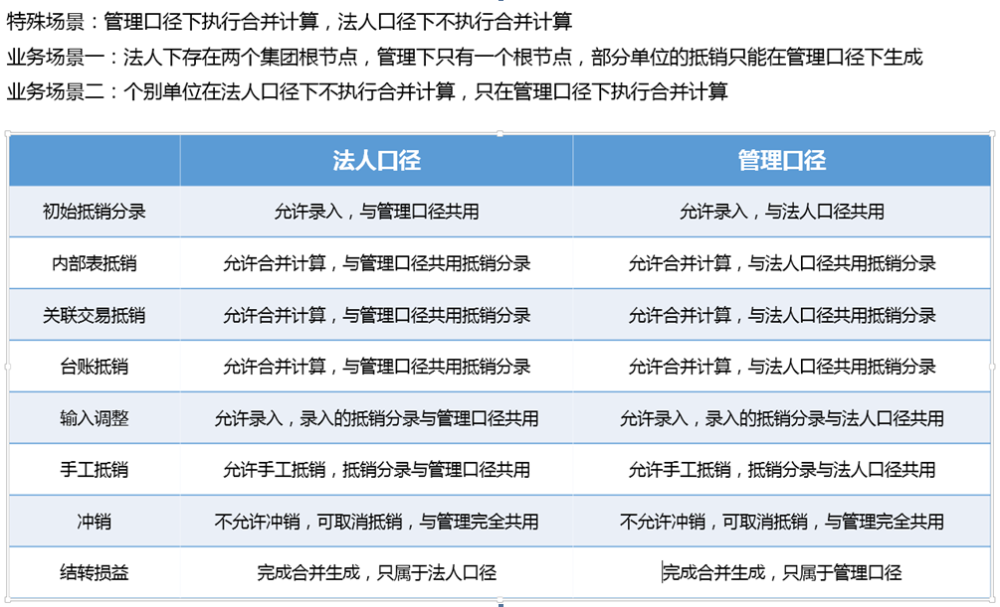 特殊场景：管理口径下执行合并计算，法人口径下不执行合并计算
业务场景一：法人下存在两个集团根节点，管理下只有一个根节点，部分单位的抵销只能在管理口径下生成
业务场景二：个别单位在法人口径下不执行合并计算，只在管理口径下执行合并计算
法人口径 管理口径
初始抵销分录 允许录入，与管理口径共用 允许录入，与法人口径共用
内部表抵销 允许合并计算，与管理口径共用抵销分录 允许合并计算，与法人口径共用抵销分录
关联交易抵销 允许合并计算，与管理口径共用抵销分录 允许合并计算，与法人口径共用抵销分录
台账抵销 允许合并计算，与管理口径共用抵销分录 允许合并计算，与法人口径共用抵销分录
输入调整 允许录入，录入的抵销分录与管理口径共用 允许录入，录入的抵销分录与法人口径共用
手工抵销 允许手工抵销，抵销分录与管理口径共用 允许手工抵销，抵销分录与法人口径共用
冲销 不允许冲销，可取消抵销，与管理完全共用 不允许冲销，可取消抵销，与管理完全共用
结转损益 完成合并生成，只属于法人口径 完成合并生成，只属于管理口径